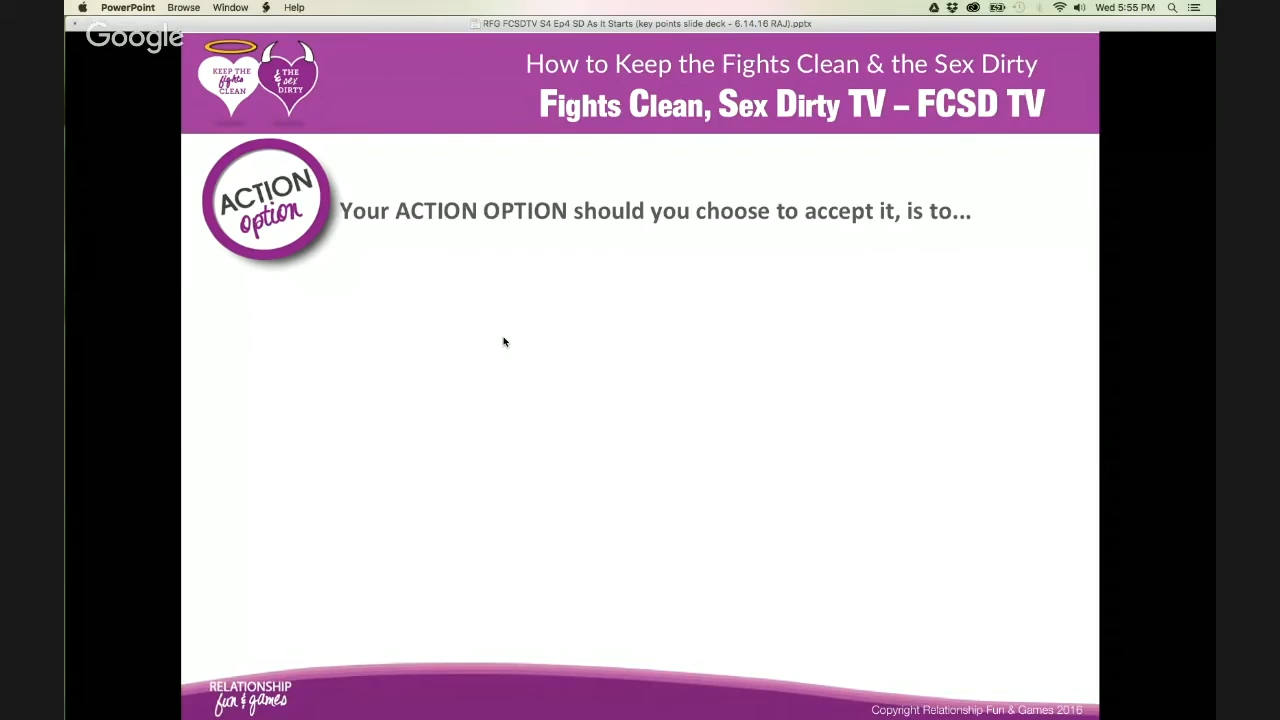 PowerPoint Browse Window Help Wed 5:55 PM
RFG FCSDTV S4 Ep4 SD As It Starts (key points slide deck - 6.14.16 RAJ).pptx
Google
KEEP THE
fights
CLEAN
& THE
sex
DIRTY
How to Keep the Fights Clean & the Sex Dirty
Fights Clean, Sex Dirty TV – FCSD TV
ACTION
option
Your ACTION OPTION should you choose to accept it, is to...
RELATIONSHIP
fun & games
Copyright Relationship Fun & Games 2016